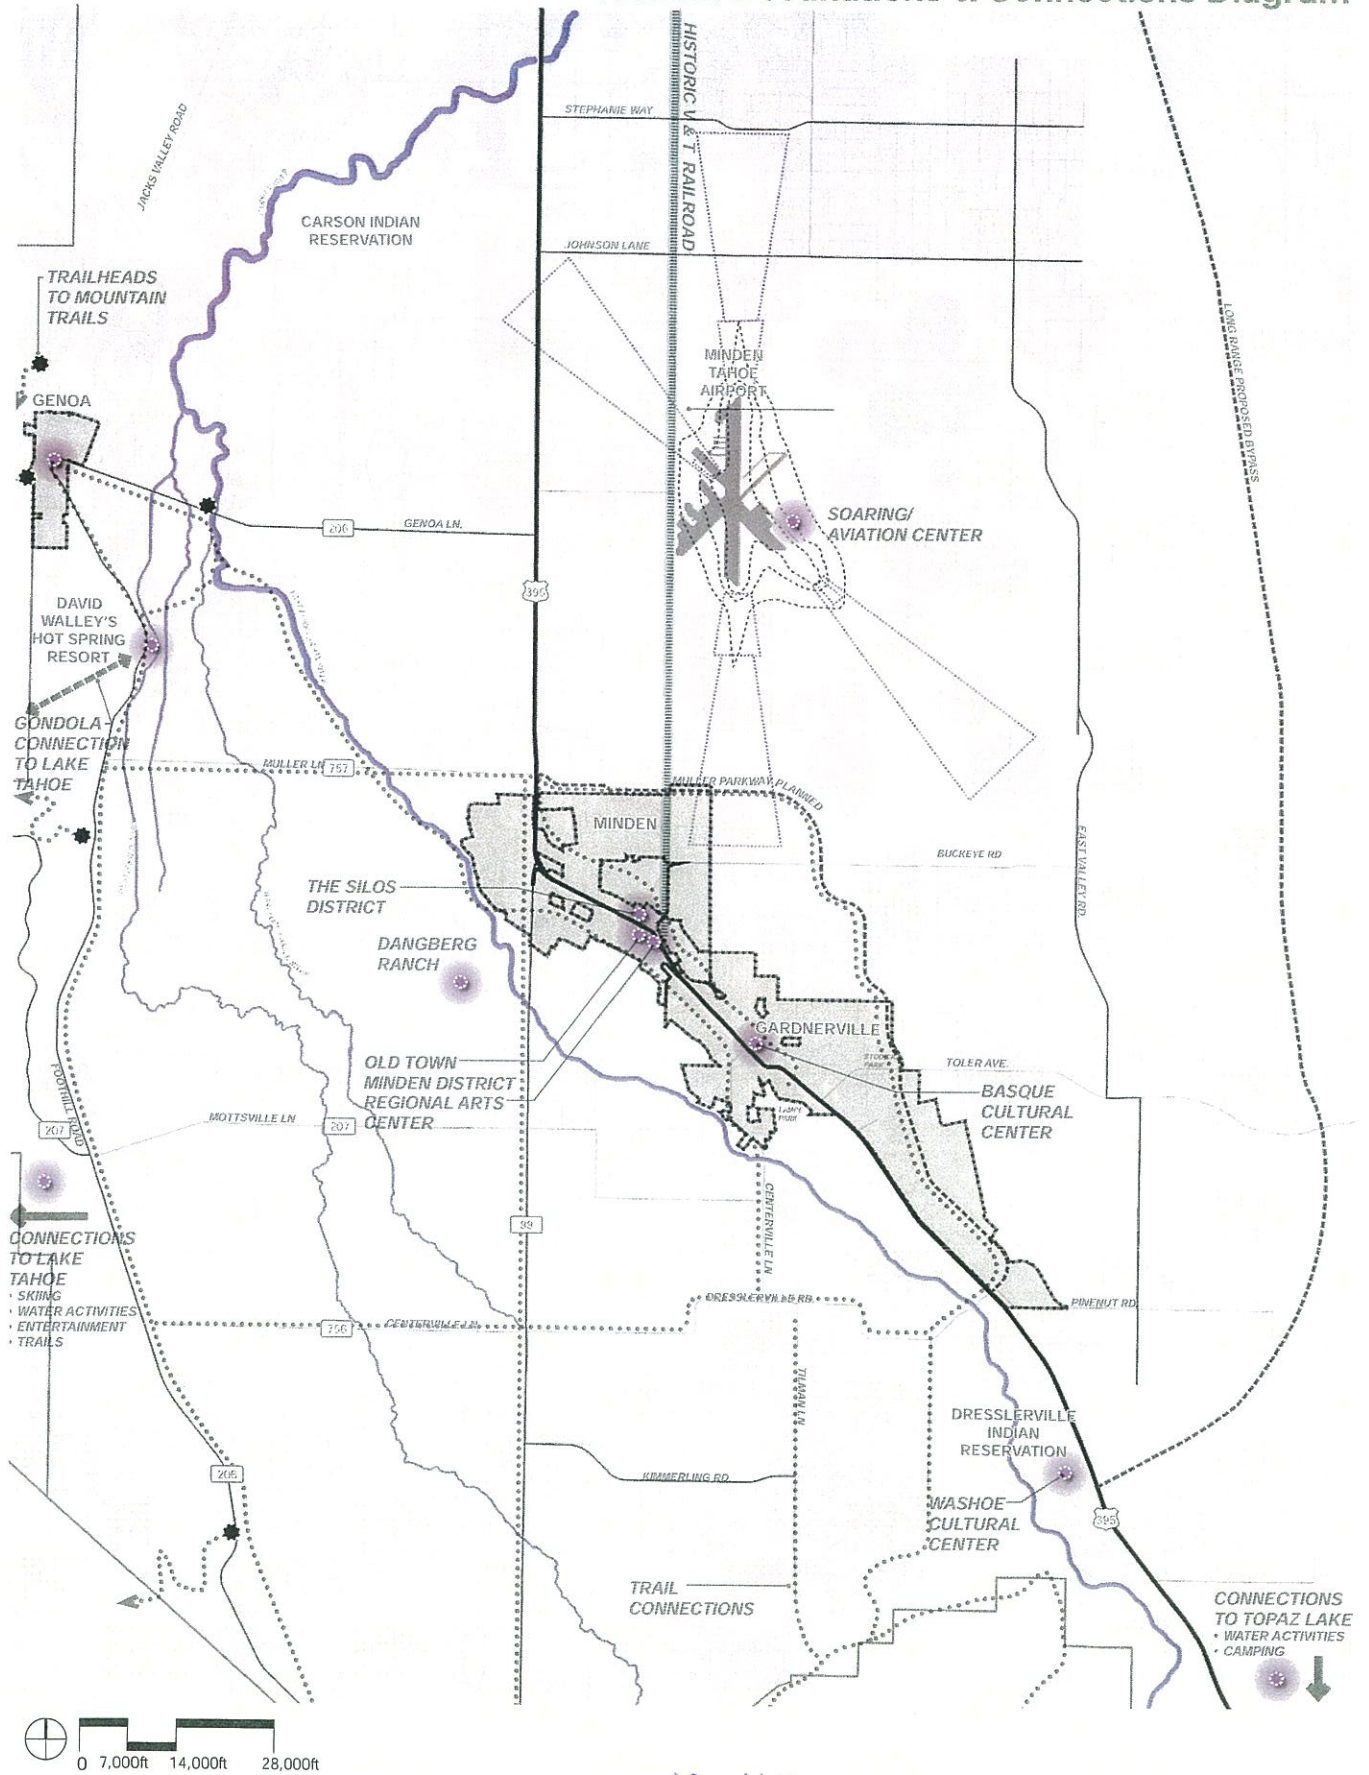 & Connections Diagram
HISTORIC V & T RAILROAD
STEPHANIE WAY
JACKS VALLEY ROAD
CARSON INDIAN
RESERVATION
JOHNSON LANE
TRAILHEADS
TO MOUNTAIN
TRAILS
LONG RANGE PROPOSED BYPASS
MINDEN
TAHOE
AIRPORT
GENOA
SOARING/
AVIATION CENTER
206
GENOA LN.
395
DAVID
WALLEY'S
HOT SPRING
RESORT
GONDOLA
CONNECTION
TO LAKE
TAHOE
MULLER LN
757
MULLER PARKWAY PLANNED
MINDEN
BUCKEYE RD
EAST VALLEY RD.
THE SILOS
DISTRICT
DANGBERG
RANCH
GARDNERVILLE
OLD TOWN
MINDEN DISTRICT
REGIONAL ARTS
CENTER
TOLER AVE.
BASQUE
CULTURAL
CENTER
FOOTHILL ROAD
207
MOTTSVILLE LN
207
CENTERVILLE LN
CONNECTIONS
TO LAKE
TAHOE
• SKIING
• WATER ACTIVITIES
• ENTERTAINMENT
• TRAILS
DRESSLERVILLE RD
PINENUT RD
756
CENTERVILLE LN.
TILMAN LN
DRESSLERVILLE
INDIAN
RESERVATION
206
KIMMERLING RD
WASHOE
CULTURAL
CENTER
395
TRAIL
CONNECTIONS
CONNECTIONS
TO TOPAZ LAKE
• WATER ACTIVITIES
• CAMPING
0 7,000ft 14,000ft 28,000ft